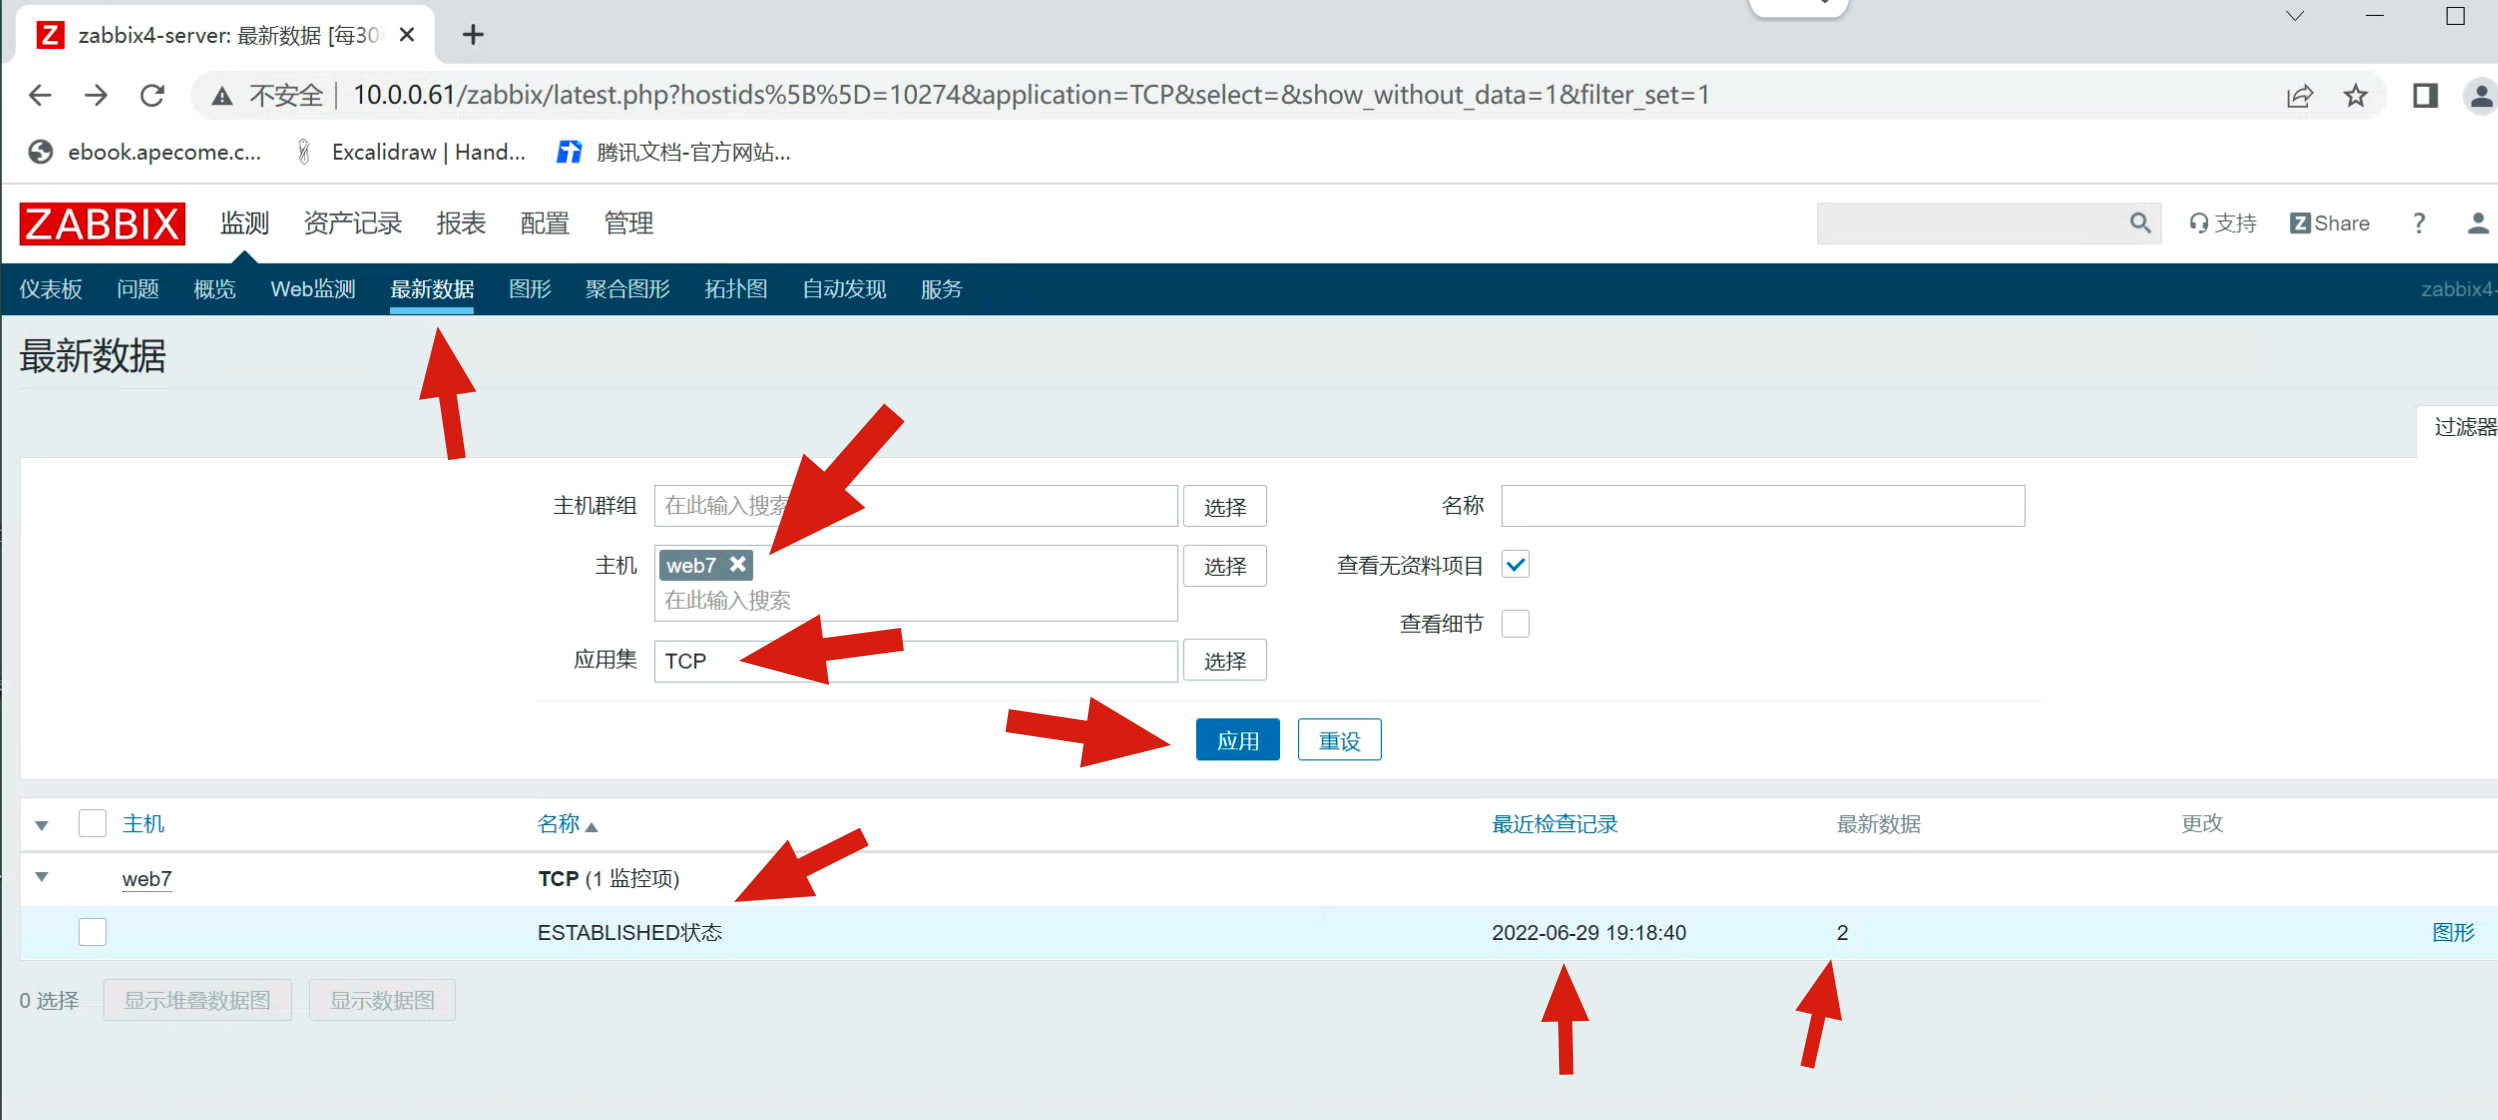 Z zabbix4-server: 最新数据 [每30
不安全 | 10.0.0.61/zabbix/latest.php?hostids%5B%5D=10274&application=TCP&select=&show_without_data=1&filter_set=1
ebook.apecome.c... Excalidraw | Hand... 腾讯文档-官方网站...
ZABBIX 监测 资产记录 报表 配置 管理 支持 Z Share ?
仪表板 问题 概览 Web监测 最新数据 图形 聚合图形 拓扑图 自动发现 服务 zabbix4-
最新数据
过滤器
主机群组 在此输入搜索 选择 名称
主机 web7 选择 查看无资料项目
在此输入搜索
查看细节
应用集 TCP 选择
应用 重设
主机 名称 最近检查记录 最新数据 更改
web7 TCP (1 监控项)
ESTABLISHED状态 2022-06-29 19:18:40 2 图形
0 选择 显示堆叠数据图 显示数据图